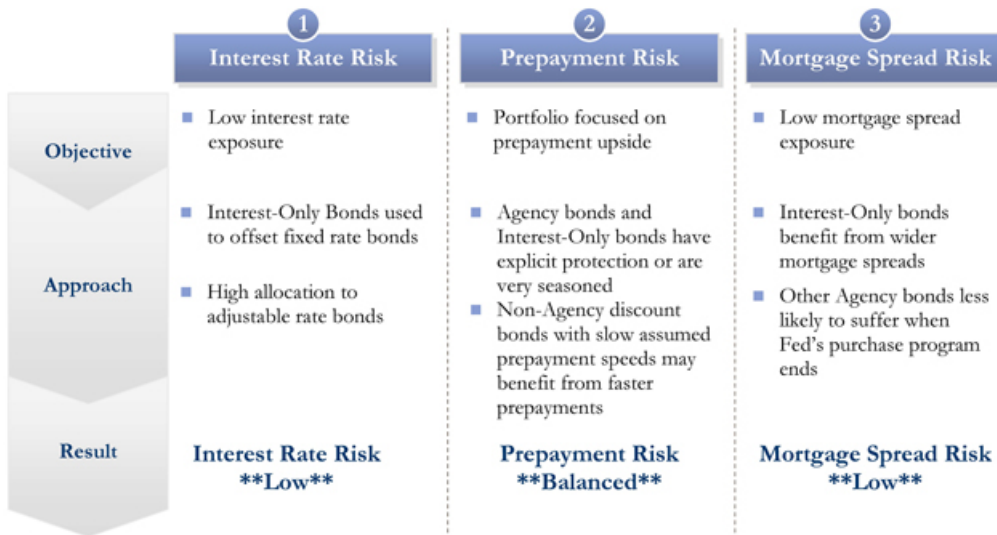 1
Interest Rate Risk
2
Prepayment Risk
3
Mortgage Spread Risk
Objective
Low interest rate
exposure
Portfolio focused on
prepayment upside
Low mortgage spread
exposure
Approach
Interest-Only Bonds used
to offset fixed rate bonds
High allocation to
adjustable rate bonds
Agency bonds and
Interest-Only bonds have
explicit protection or are
very seasoned
Non-Agency discount
bonds with slow assumed
prepayment speeds may
benefit from faster
prepayments
Interest-Only bonds
benefit from wider
mortgage spreads
Other Agency bonds less
likely to suffer when
Fed's purchase program
ends
Result
Interest Rate Risk
**Low**
Prepayment Risk
**Balanced**
Mortgage Spread Risk
**Low**